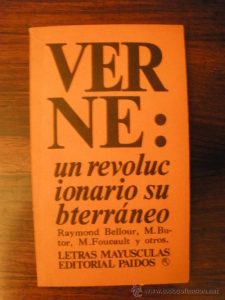 VER
NE:
un revoluc
ionario su
bterráneo
Raymond Bellour, M.Bu-
tor, M.Foucault y otros.
LETRAS MAYUSCULAS
EDITORIAL PAIDOS